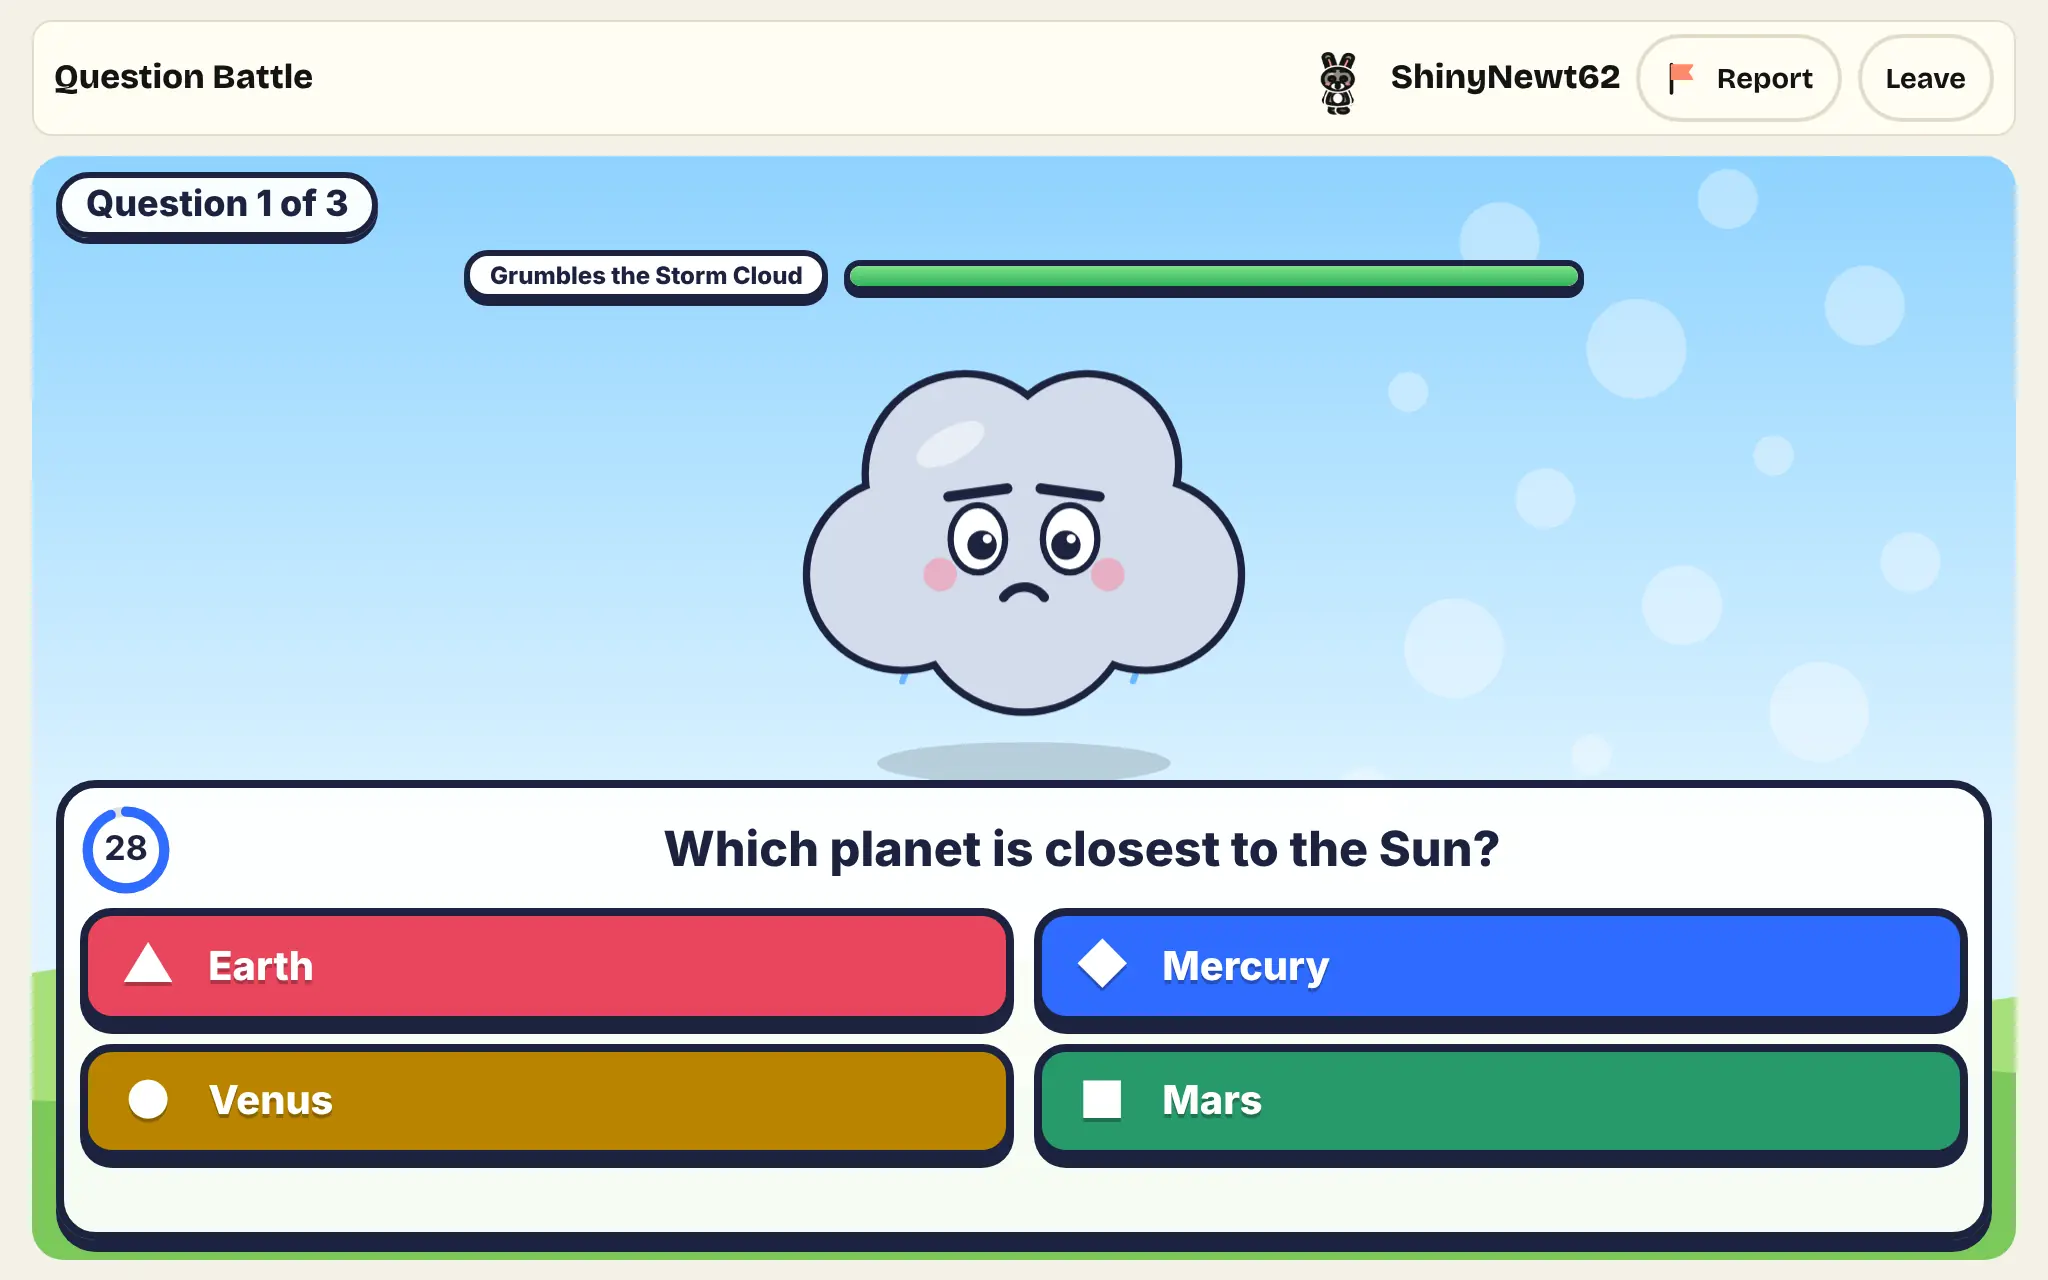 Question Battle
ShinyNewt62
Report
Leave
Question 1 of 3
Grumbles the Storm Cloud
28
Which planet is closest to the Sun?
Earth
Mercury
Venus
Mars